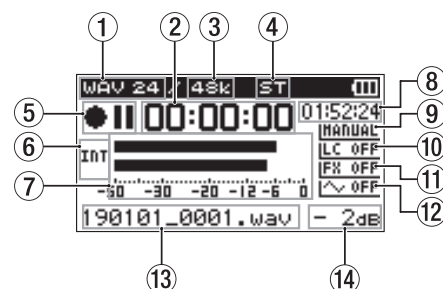 ① ② ③ ④
WAV 24 / 48k ST
⑤ 00:00:00 01:52:24 ⑧
MANUAL ⑨
⑥ INT LC OFF ⑩
FX OFF ⑪
⑦ -60 -30 -20 -12 -6 0 OFF ⑫
190101_0001.wav - 2dB
⑬ ⑭